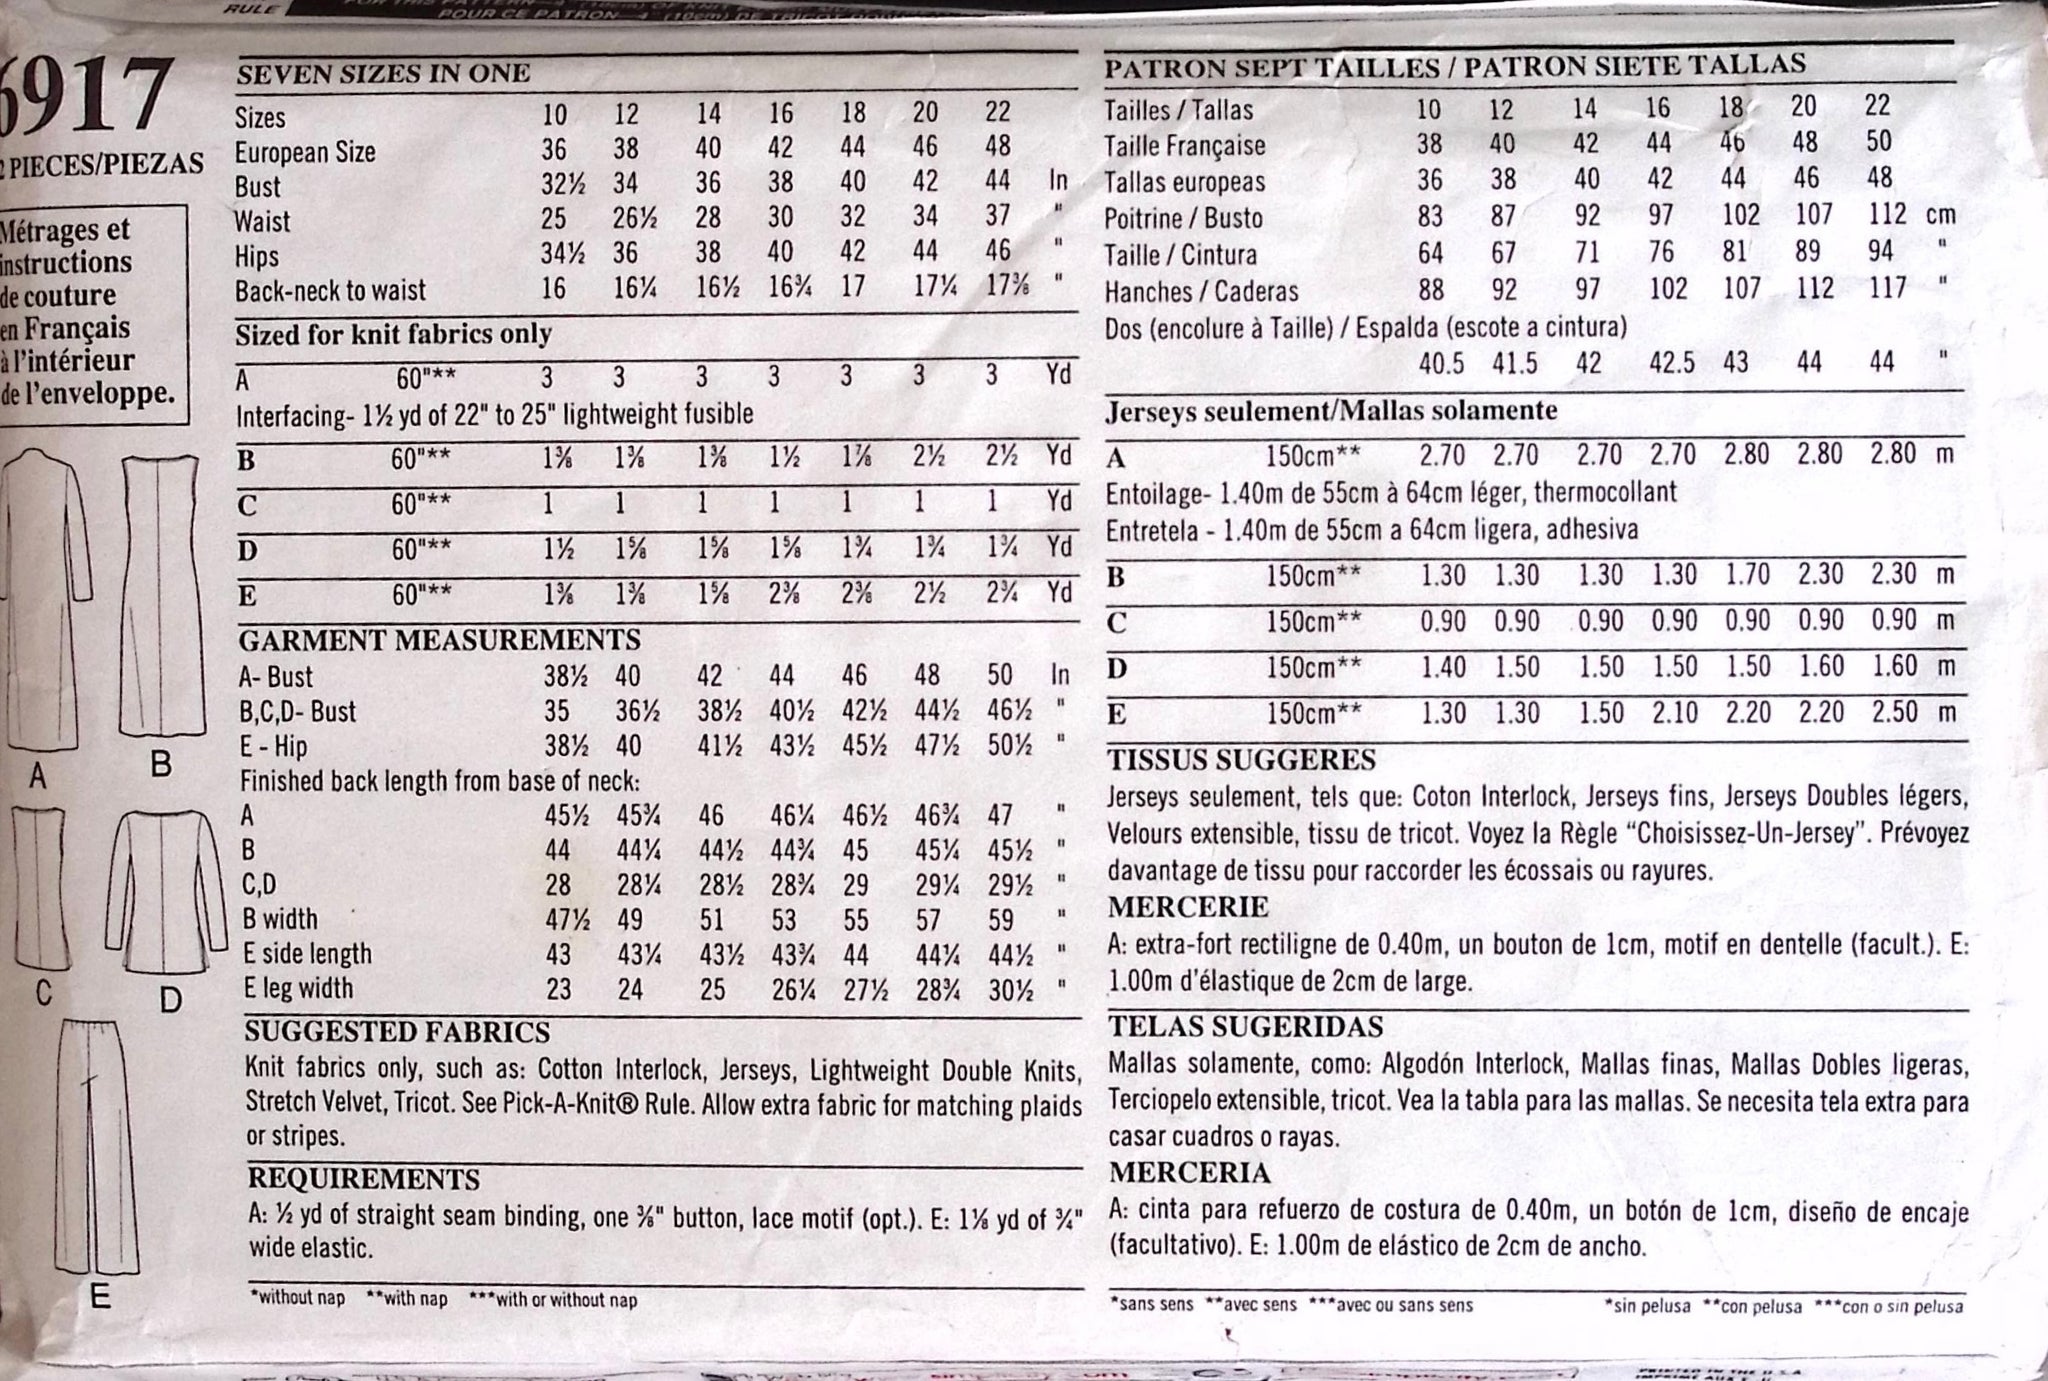 RULE
POUR CE PATRON
6917
PIECES/PIEZAS
Métrages et
instructions
de couture
en Français
à l'intérieur
de l'enveloppe.
A
B
C
D
E
SEVEN SIZES IN ONE
Sizes 10 12 14 16 18 20 22
European Size 36 38 40 42 44 46 48
Bust 32½ 34 36 38 40 42 44 In
Waist 25 26½ 28 30 32 34 37 "
Hips 34½ 36 38 40 42 44 46 "
Back-neck to waist 16 16¼ 16½ 16¾ 17 17¼ 17⅜ "
Sized for knit fabrics only
A 60"** 3 3 3 3 3 3 3 Yd
Interfacing- 1½ yd of 22" to 25" lightweight fusible
B 60"** 1⅜ 1⅜ 1⅜ 1½ 1⅞ 2½ 2½ Yd
C 60"** 1 1 1 1 1 1 1 Yd
D 60"** 1½ 1⅝ 1⅝ 1⅝ 1¾ 1¾ 1¾ Yd
E 60"** 1⅜ 1⅜ 1⅝ 2⅜ 2⅜ 2½ 2¾ Yd
GARMENT MEASUREMENTS
A- Bust 38½ 40 42 44 46 48 50 In
B,C,D- Bust 35 36½ 38½ 40½ 42½ 44½ 46½ "
E - Hip 38½ 40 41½ 43½ 45½ 47½ 50½ "
Finished back length from base of neck:
A 45½ 45¾ 46 46¼ 46½ 46¾ 47 "
B 44 44¼ 44½ 44¾ 45 45¼ 45½ "
C,D 28 28¼ 28½ 28¾ 29 29¼ 29½ "
B width 47½ 49 51 53 55 57 59 "
E side length 43 43¼ 43½ 43¾ 44 44¼ 44½ "
E leg width 23 24 25 26¼ 27½ 28¾ 30½ "
SUGGESTED FABRICS
Knit fabrics only, such as: Cotton Interlock, Jerseys, Lightweight Double Knits,
Stretch Velvet, Tricot. See Pick-A-Knit® Rule. Allow extra fabric for matching plaids
or stripes.
REQUIREMENTS
A: ½ yd of straight seam binding, one ⅜" button, lace motif (opt.). E: 1⅛ yd of ¾"
wide elastic.
*without nap **with nap ***with or without nap
PATRON SEPT TAILLES / PATRON SIETE TALLAS
Tailles / Tallas 10 12 14 16 18 20 22
Taille Française 38 40 42 44 46 48 50
Tallas europeas 36 38 40 42 44 46 48
Poitrine / Busto 83 87 92 97 102 107 112 cm
Taille / Cintura 64 67 71 76 81 89 94 "
Hanches / Caderas 88 92 97 102 107 112 117 "
Dos (encolure à Taille) / Espalda (escote a cintura)
40.5 41.5 42 42.5 43 44 44 "
Jerseys seulement/Mallas solamente
A 150cm** 2.70 2.70 2.70 2.70 2.80 2.80 2.80 m
Entoilage- 1.40m de 55cm à 64cm léger, thermocollant
Entretela - 1.40m de 55cm a 64cm ligera, adhesiva
B 150cm** 1.30 1.30 1.30 1.30 1.70 2.30 2.30 m
C 150cm** 0.90 0.90 0.90 0.90 0.90 0.90 0.90 m
D 150cm** 1.40 1.50 1.50 1.50 1.50 1.60 1.60 m
E 150cm** 1.30 1.30 1.50 2.10 2.20 2.20 2.50 m
TISSUS SUGGERES
Jerseys seulement, tels que: Coton Interlock, Jerseys fins, Jerseys Doubles légers,
Velours extensible, tissu de tricot. Voyez la Règle “Choisissez-Un-Jersey”. Prévoyez
davantage de tissu pour raccorder les écossais ou rayures.
MERCERIE
A: extra-fort rectiligne de 0.40m, un bouton de 1cm, motif en dentelle (facult.). E:
1.00m d'élastique de 2cm de large.
TELAS SUGERIDAS
Mallas solamente, como: Algodón Interlock, Mallas finas, Mallas Dobles ligeras,
Terciopelo extensible, tricot. Vea la tabla para las mallas. Se necesita tela extra para
casar cuadros o rayas.
MERCERIA
A: cinta para refuerzo de costura de 0.40m, un botón de 1cm, diseño de encaje
(facultativo). E: 1.00m de elástico de 2cm de ancho.
*sans sens **avec sens ***avec ou sans sens *sin pelusa **con pelusa ***con o sin pelusa